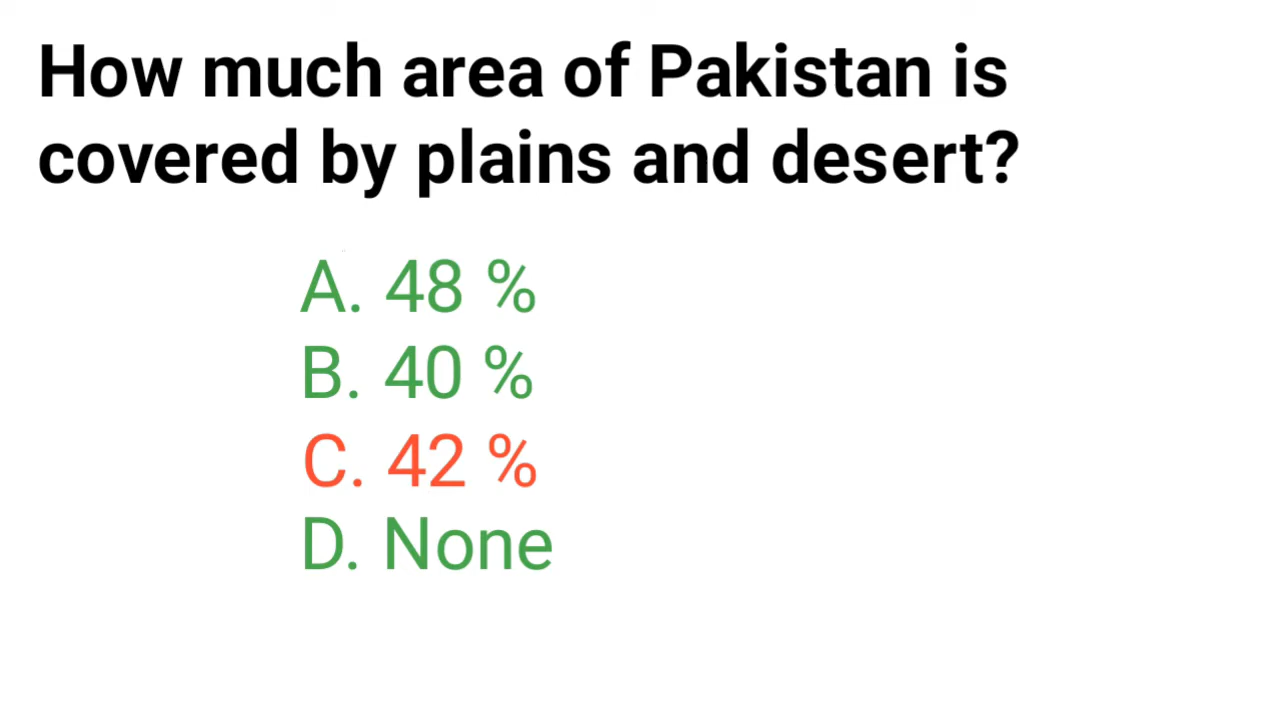 How much area of Pakistan is
covered by plains and desert?
A. 48 %
B. 40 %
C. 42 %
D. None